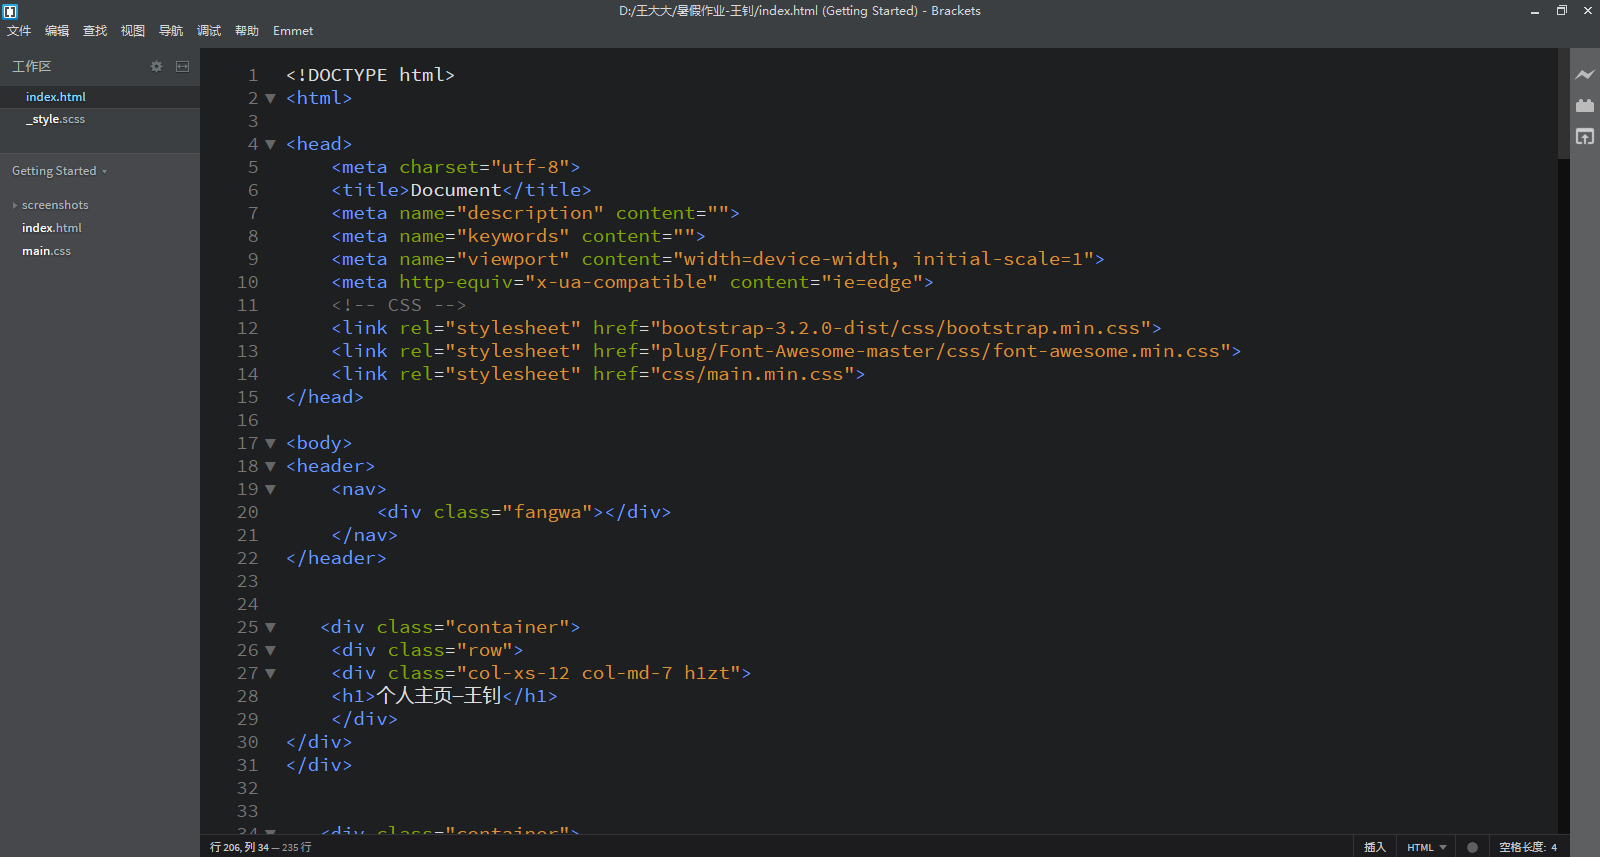 D:/王大大/暑假作业-王钊/index.html (Getting Started) - Brackets
文件 编辑 查找 视图 导航 调试 帮助 Emmet
工作区
index.html
_style.scss
Getting Started
screenshots
index.html
main.css
1 <!DOCTYPE html>
2 <html>
3
4 <head>
5 <meta charset="utf-8">
6 <title>Document</title>
7 <meta name="description" content="">
8 <meta name="keywords" content="">
9 <meta name="viewport" content="width=device-width, initial-scale=1">
10 <meta http-equiv="x-ua-compatible" content="ie=edge">
11 <!-- CSS -->
12 <link rel="stylesheet" href="bootstrap-3.2.0-dist/css/bootstrap.min.css">
13 <link rel="stylesheet" href="plug/Font-Awesome-master/css/font-awesome.min.css">
14 <link rel="stylesheet" href="css/main.min.css">
15 </head>
16
17 <body>
18 <header>
19 <nav>
20 <div class="fangwa"></div>
21 </nav>
22 </header>
23
24
25 <div class="container">
26 <div class="row">
27 <div class="col-xs-12 col-md-7 h1zt">
28 <h1>个人主页—王钊</h1>
29 </div>
30 </div>
31 </div>
32
33
34 <div class="container">
行 206, 列 34 — 235 行
插入 HTML 空格长度: 4